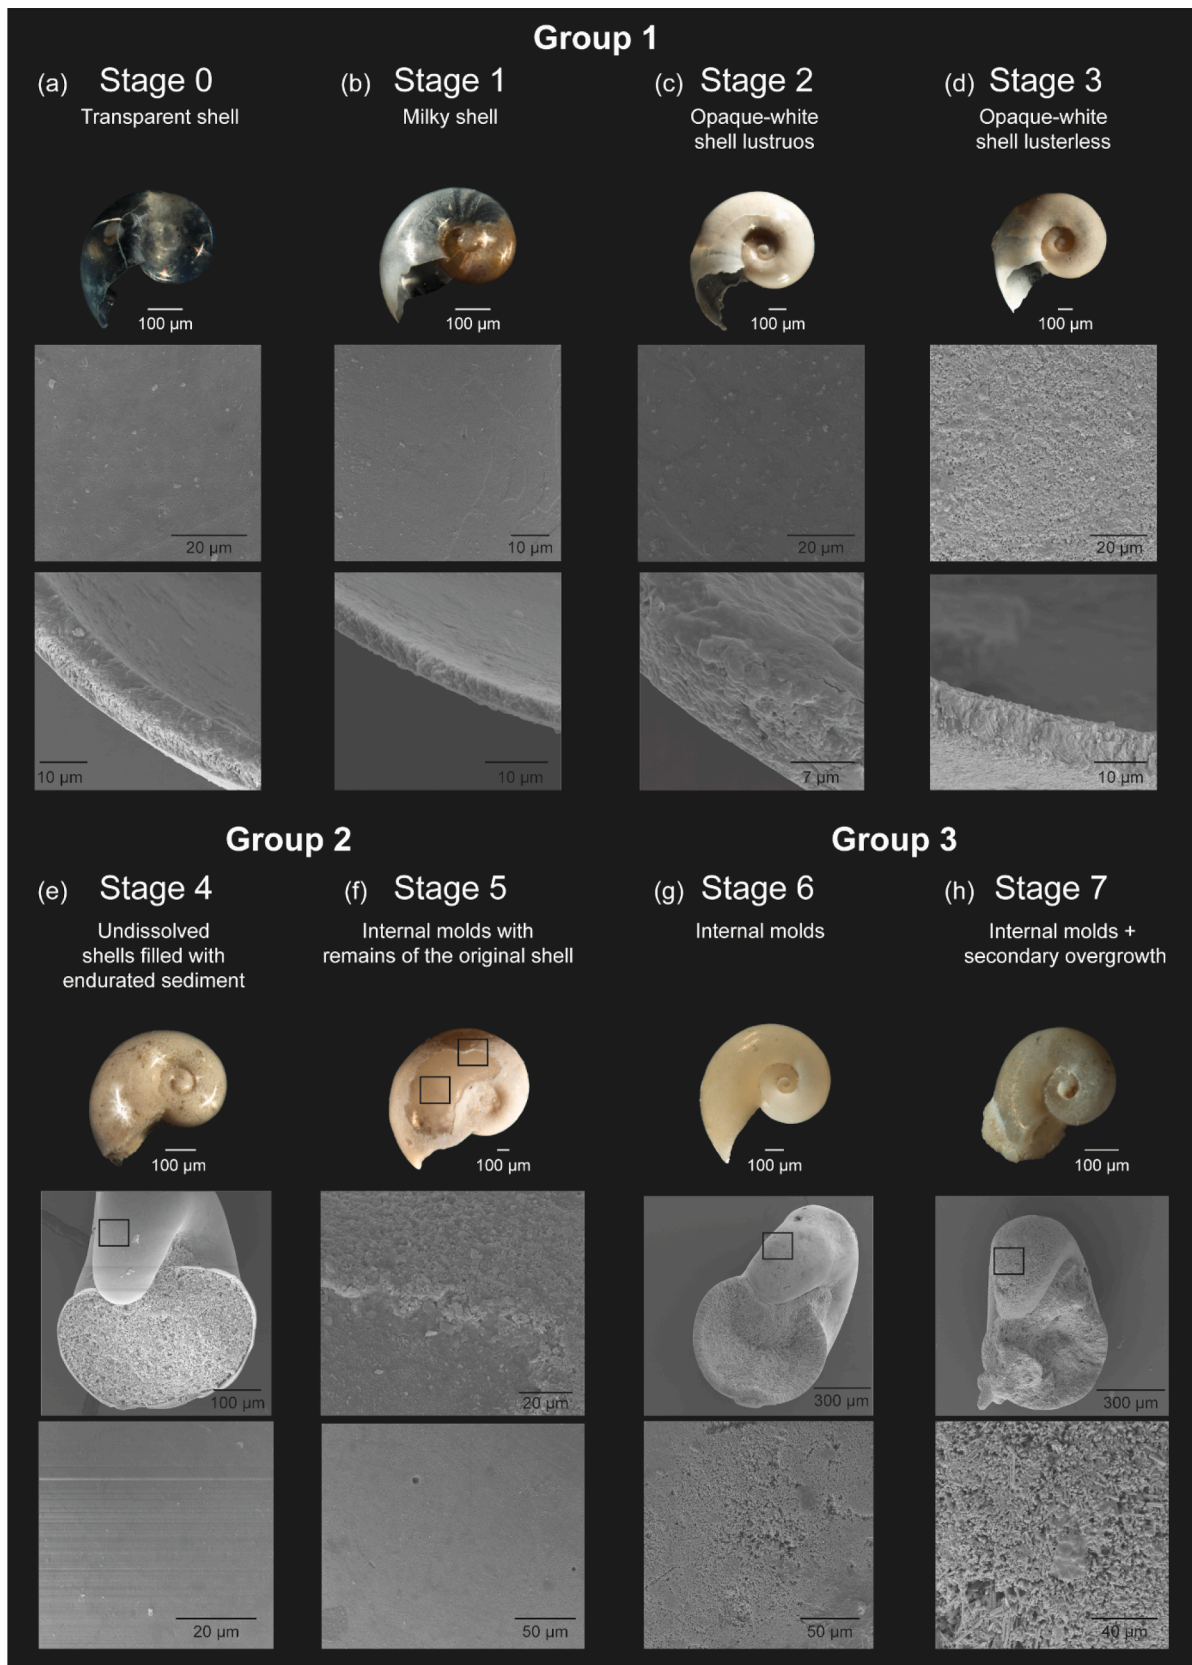 Group 1
(a) Stage 0
Transparent shell
(b) Stage 1
Milky shell
(c) Stage 2
Opaque-white
shell lustruos
(d) Stage 3
Opaque-white
shell lusterless
100 µm
100 µm
100 µm
100 µm
20 µm
10 µm
20 µm
20 µm
10 µm
10 µm
7 µm
10 µm
Group 2
Group 3
(e) Stage 4
Undissolved
shells filled with
endurated sediment
(f) Stage 5
Internal molds with
remains of the original shell
(g) Stage 6
Internal molds
(h) Stage 7
Internal molds +
secondary overgrowth
100 µm
100 µm
100 µm
100 µm
100 µm
20 µm
300 µm
300 µm
20 µm
50 µm
50 µm
40 µm